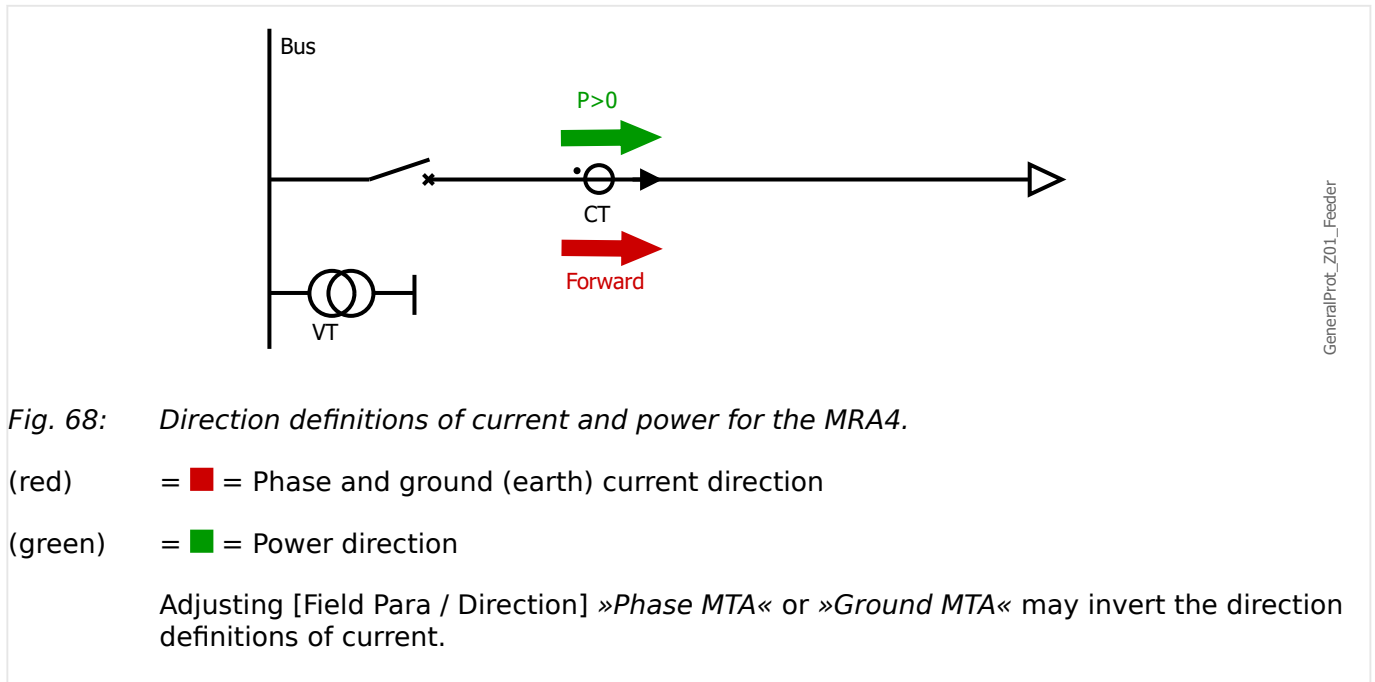 Bus
P>0
CT
Forward
VT
GeneralProt_Z01_Feeder
Fig. 68: Direction definitions of current and power for the MRA4.
(red) = ■ = Phase and ground (earth) current direction
(green) = ■ = Power direction
Adjusting [Field Para / Direction] »Phase MTA« or »Ground MTA« may invert the direction
definitions of current.